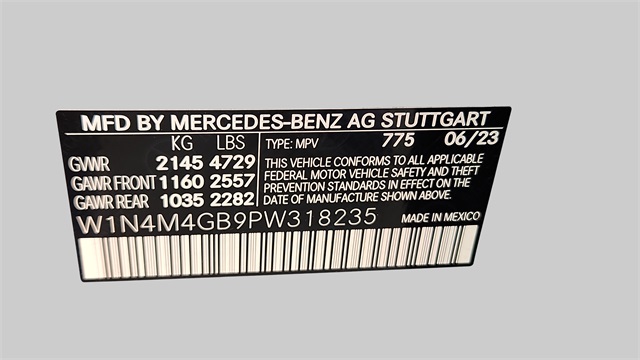 MFD BY MERCEDES-BENZ AG STUTTGART
KG LBS TYPE: MPV 775 06/23
GVWR 2145 4729
GAWR FRONT 1160 2557
GAWR REAR 1035 2282
THIS VEHICLE CONFORMS TO ALL APPLICABLE
FEDERAL MOTOR VEHICLE SAFETY AND THEFT
PREVENTION STANDARDS IN EFFECT ON THE
DATE OF MANUFACTURE SHOWN ABOVE.
W1N4M4GB9PW318235 MADE IN MEXICO